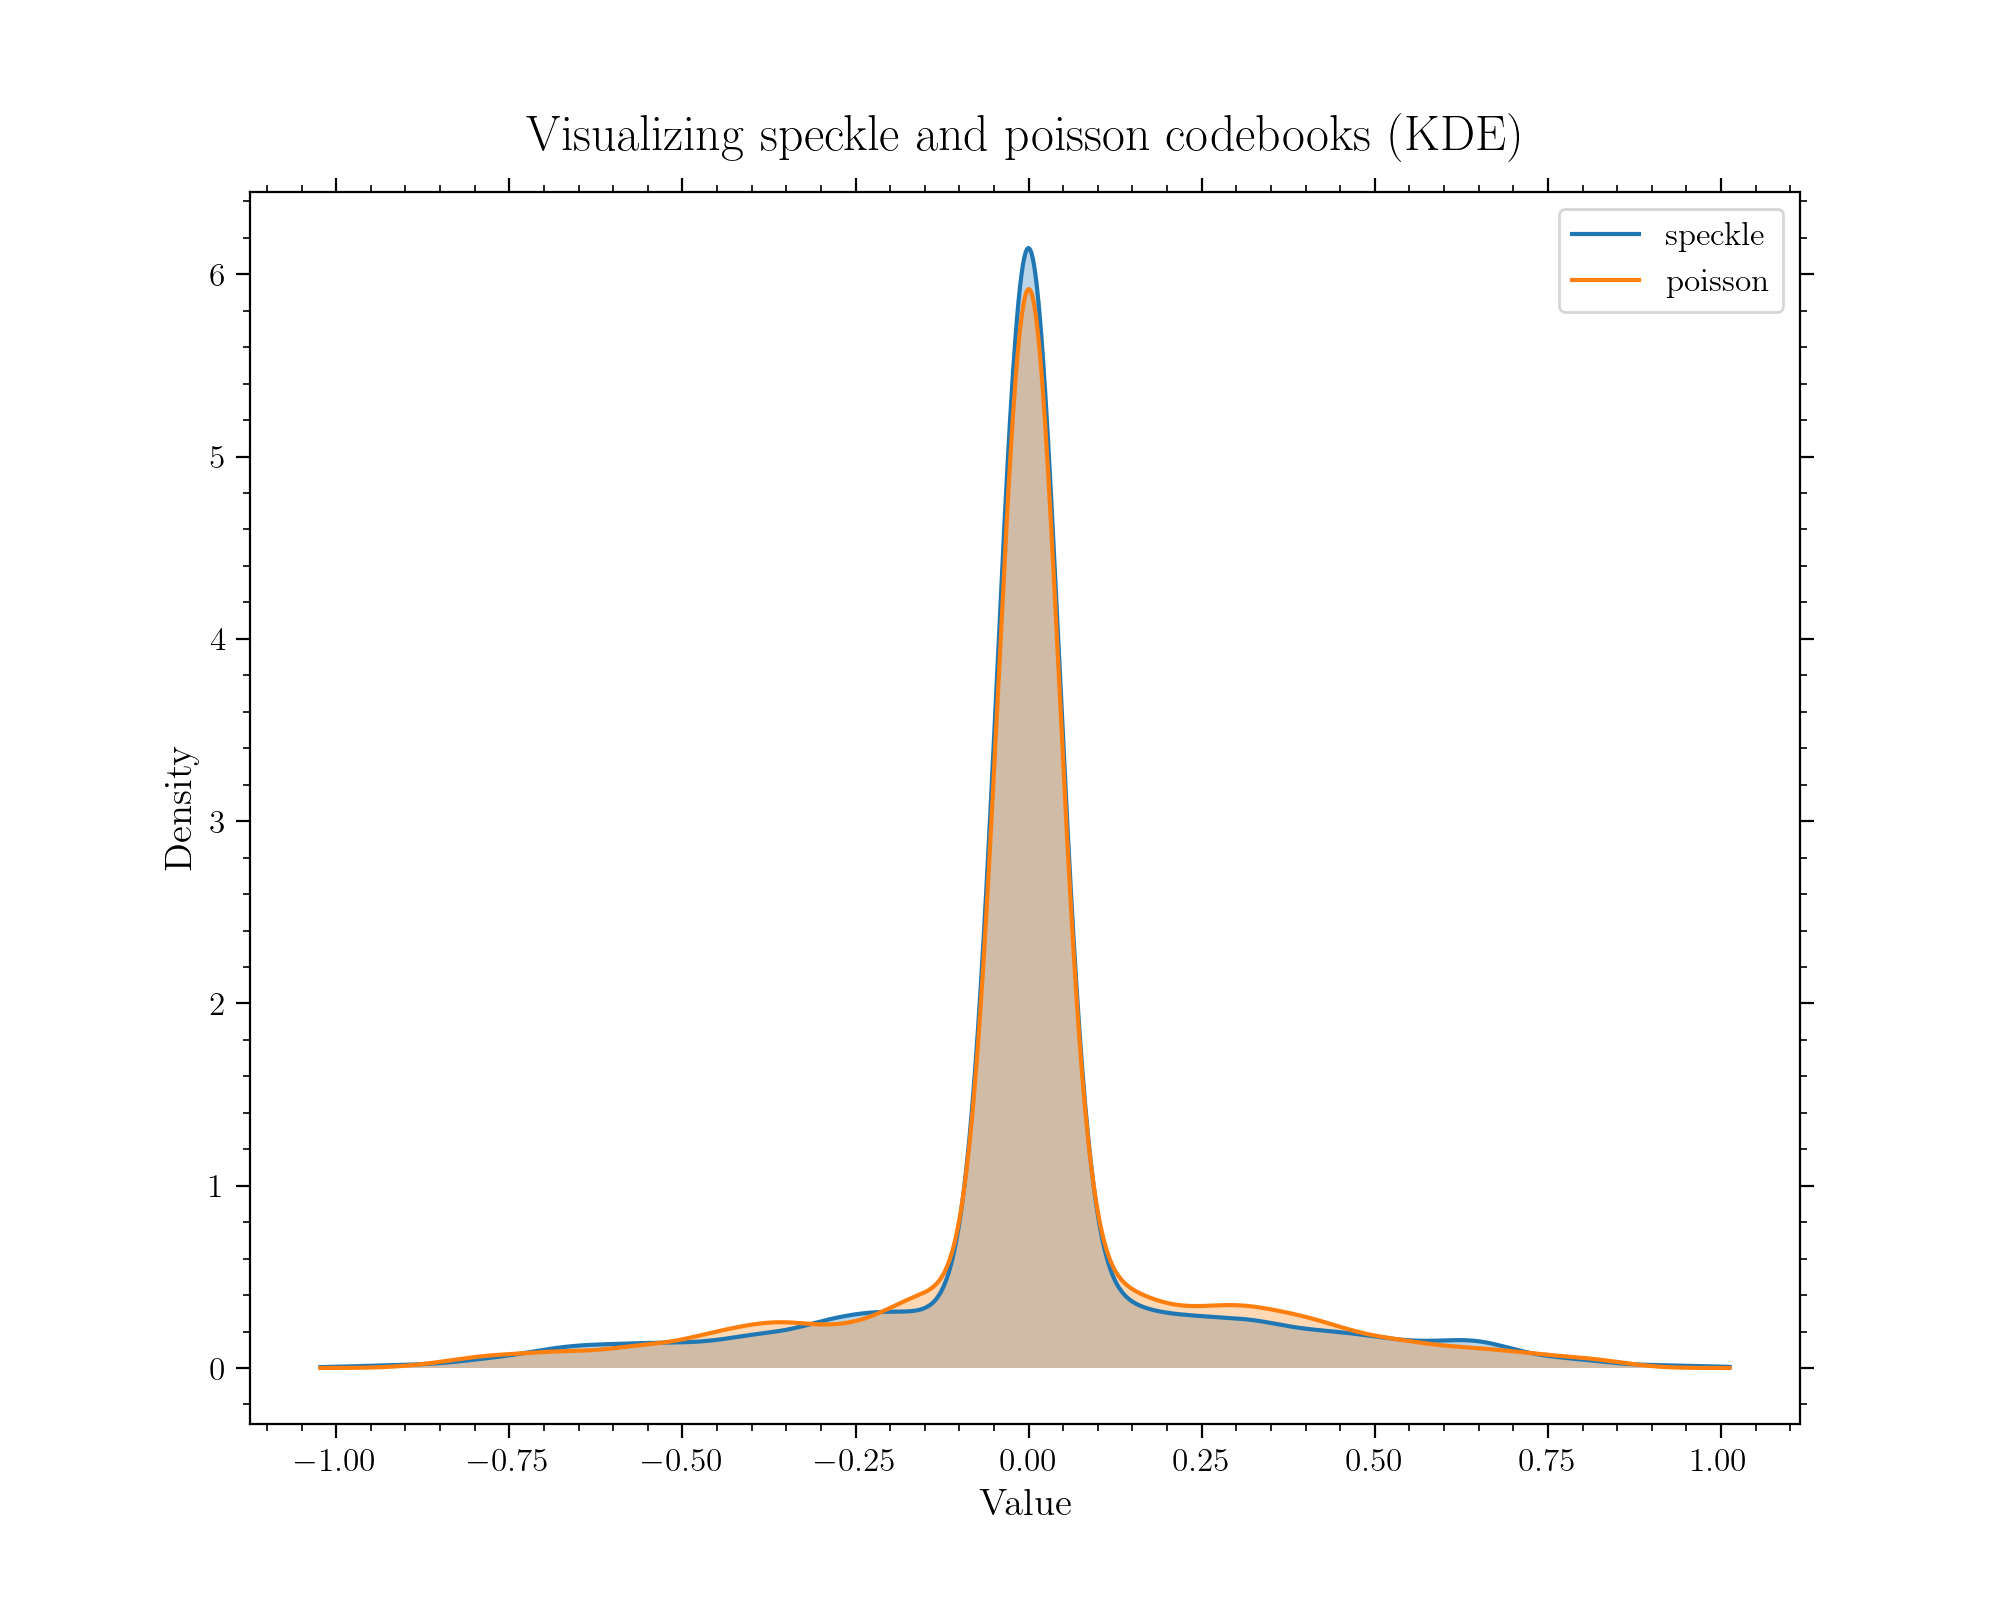 Visualizing speckle and poisson codebooks (KDE)
speckle
poisson
Density
6
5
4
3
2
1
0
−1.00 −0.75 −0.50 −0.25 0.00 0.25 0.50 0.75 1.00
Value